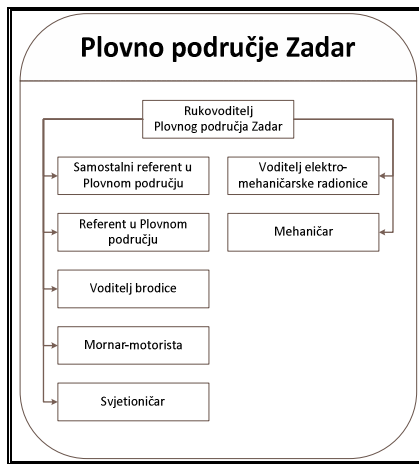 Plovno područje Zadar
Rukovoditelj
Plovnog područja Zadar
Samostalni referent u
Plovnom području
Voditelj elektro-
mehaničarske radionice
Referent u Plovnom
području
Mehaničar
Voditelj brodice
Mornar-motorista
Svjetioničar